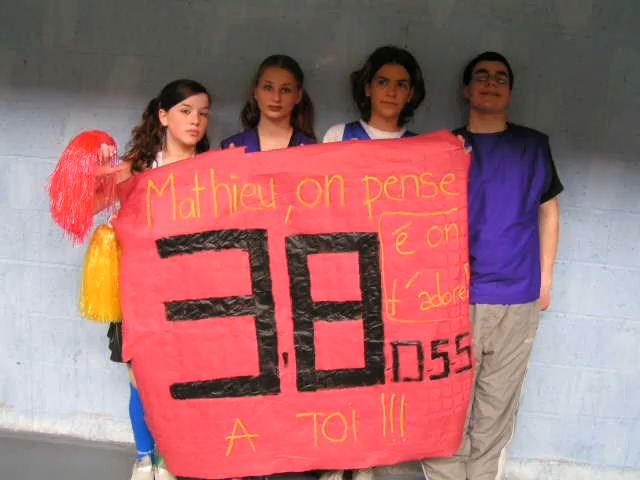 Mathieu, on pense
é on
t'adore!
3,8 DSS
A TOI !!!